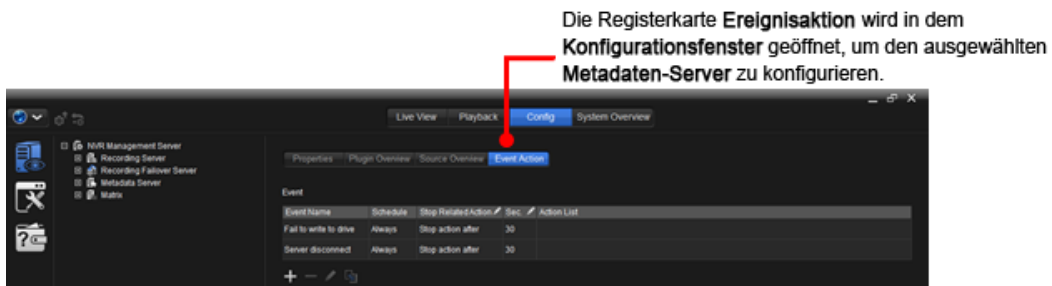 Die Registerkarte Ereignisaktion wird in dem
Konfigurationsfenster geöffnet, um den ausgewählten
Metadaten-Server zu konfigurieren.
Live View Playback Config System Overview
NVR Management Server
Recording Server
Recording Failover Server
Metadata Server
Matrix
Properties Plugin Overview Source Overview Event Action
Event
Event Name Schedule Stop Related Action Sec. Action List
Fail to write to drive Always Stop action after 30
Server disconnect Always Stop action after 30